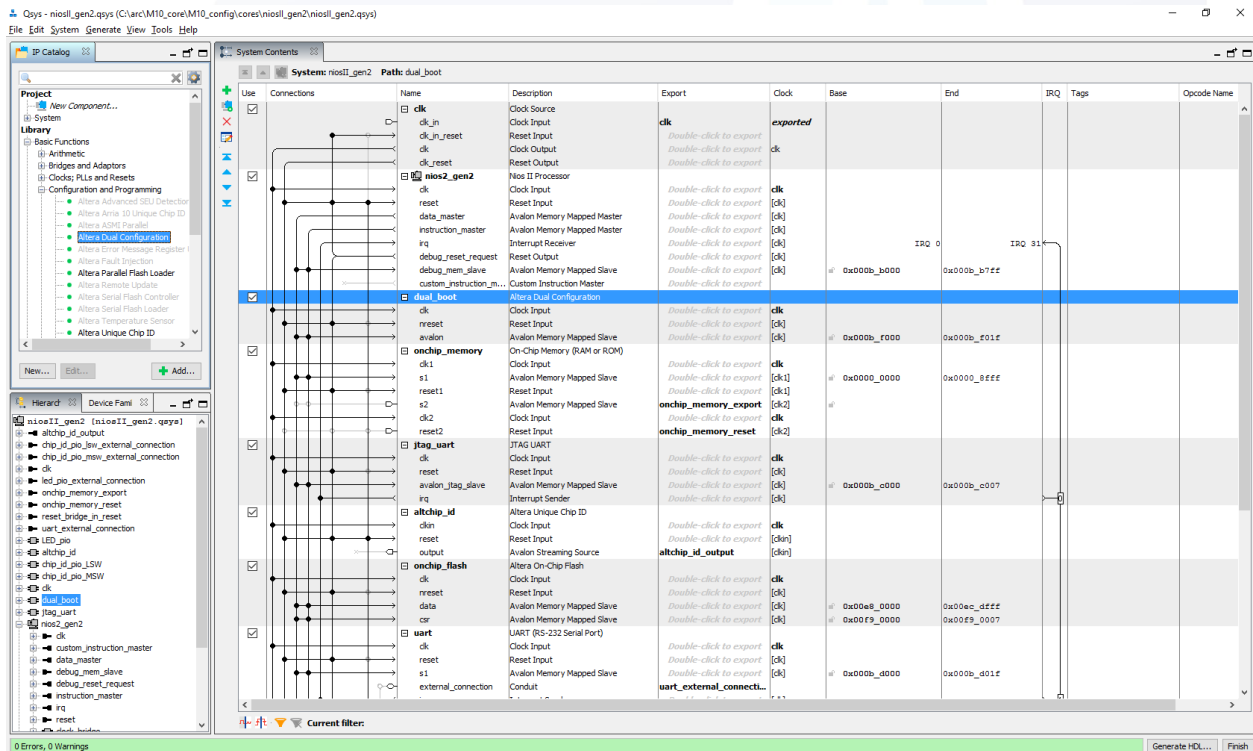 Qsys - niosII_gen2.qsys (C:\arc\M10_core\M10_config\cores\niosII_gen2\niosII_gen2.qsys)
File Edit System Generate View Tools Help
IP Catalog
Project
New Component...
System
Library
Basic Functions
Arithmetic
Bridges and Adaptors
Clocks; PLLs and Resets
Configuration and Programming
Altera Advanced SEU Detection
Altera Arria 10 Unique Chip ID
Altera ASMI Parallel
Altera Dual Configuration
Altera Error Message Register
Altera Fault Injection
Altera Parallel Flash Loader
Altera Remote Update
Altera Serial Flash Controller
Altera Serial Flash Loader
Altera Temperature Sensor
Altera Unique Chip ID
New... Edit... Add...
Hierarch Device Fami
niosII_gen2 [niosII_gen2.qsys]
altchip_id_output
chip_id_pio_lsw_external_connection
chip_id_pio_msw_external_connection
clk
led_pio_external_connection
onchip_memory_export
onchip_memory_reset
reset_bridge_in_reset
uart_external_connection
LED_pio
altchip_id
chip_id_pio_LSW
chip_id_pio_MSW
clk
dual_boot
jtag_uart
nios2_gen2
clk
custom_instruction_master
data_master
debug_mem_slave
debug_reset_request
instruction_master
irq
reset
clock_bridge
System Contents
System: niosII_gen2 Path: dual_boot
Use Connections Name Description Export Clock Base End IRQ Tags Opcode Name
clk Clock Source
clk_in Clock Input clk exported
clk_in_reset Reset Input Double-click to export
clk Clock Output Double-click to export clk
clk_reset Reset Output Double-click to export
nios2_gen2 Nios II Processor
clk Clock Input Double-click to export clk
reset Reset Input Double-click to export [clk]
data_master Avalon Memory Mapped Master Double-click to export [clk]
instruction_master Avalon Memory Mapped Master Double-click to export [clk]
irq Interrupt Receiver Double-click to export [clk] IRQ 0 IRQ 31
debug_reset_request Reset Output Double-click to export [clk]
debug_mem_slave Avalon Memory Mapped Slave Double-click to export [clk] 0x000b_b000 0x000b_b7ff
custom_instruction_m... Custom Instruction Master Double-click to export
dual_boot Altera Dual Configuration
clk Clock Input Double-click to export clk
nreset Reset Input Double-click to export [clk]
avalon Avalon Memory Mapped Slave Double-click to export [clk] 0x000b_f000 0x000b_f01f
onchip_memory On-Chip Memory (RAM or ROM)
clk1 Clock Input Double-click to export clk
s1 Avalon Memory Mapped Slave Double-click to export [clk1] 0x0000_0000 0x0000_8fff
reset1 Reset Input Double-click to export [clk1]
s2 Avalon Memory Mapped Slave onchip_memory_export [clk2]
clk2 Clock Input Double-click to export clk
reset2 Reset Input onchip_memory_reset [clk2]
jtag_uart JTAG UART
clk Clock Input Double-click to export clk
reset Reset Input Double-click to export [clk]
avalon_jtag_slave Avalon Memory Mapped Slave Double-click to export [clk] 0x000b_c000 0x000b_c007
irq Interrupt Sender Double-click to export [clk]
altchip_id Altera Unique Chip ID
clkin Clock Input Double-click to export clk
reset Reset Input Double-click to export [clkin]
output Avalon Streaming Source altchip_id_output [clkin]
onchip_flash Altera On-Chip Flash
clk Clock Input Double-click to export clk
nreset Reset Input Double-click to export [clk]
data Avalon Memory Mapped Slave Double-click to export [clk] 0x00e8_0000 0x00ec_dfff
csr Avalon Memory Mapped Slave Double-click to export [clk] 0x00f9_0000 0x00f9_0007
uart UART (RS-232 Serial Port)
clk Clock Input Double-click to export clk
reset Reset Input Double-click to export [clk]
s1 Avalon Memory Mapped Slave Double-click to export [clk] 0x000b_d000 0x000b_d01f
external_connection Conduit uart_external_connecti...
Current filter:
0 Errors, 0 Warnings
Generate HDL... Finish